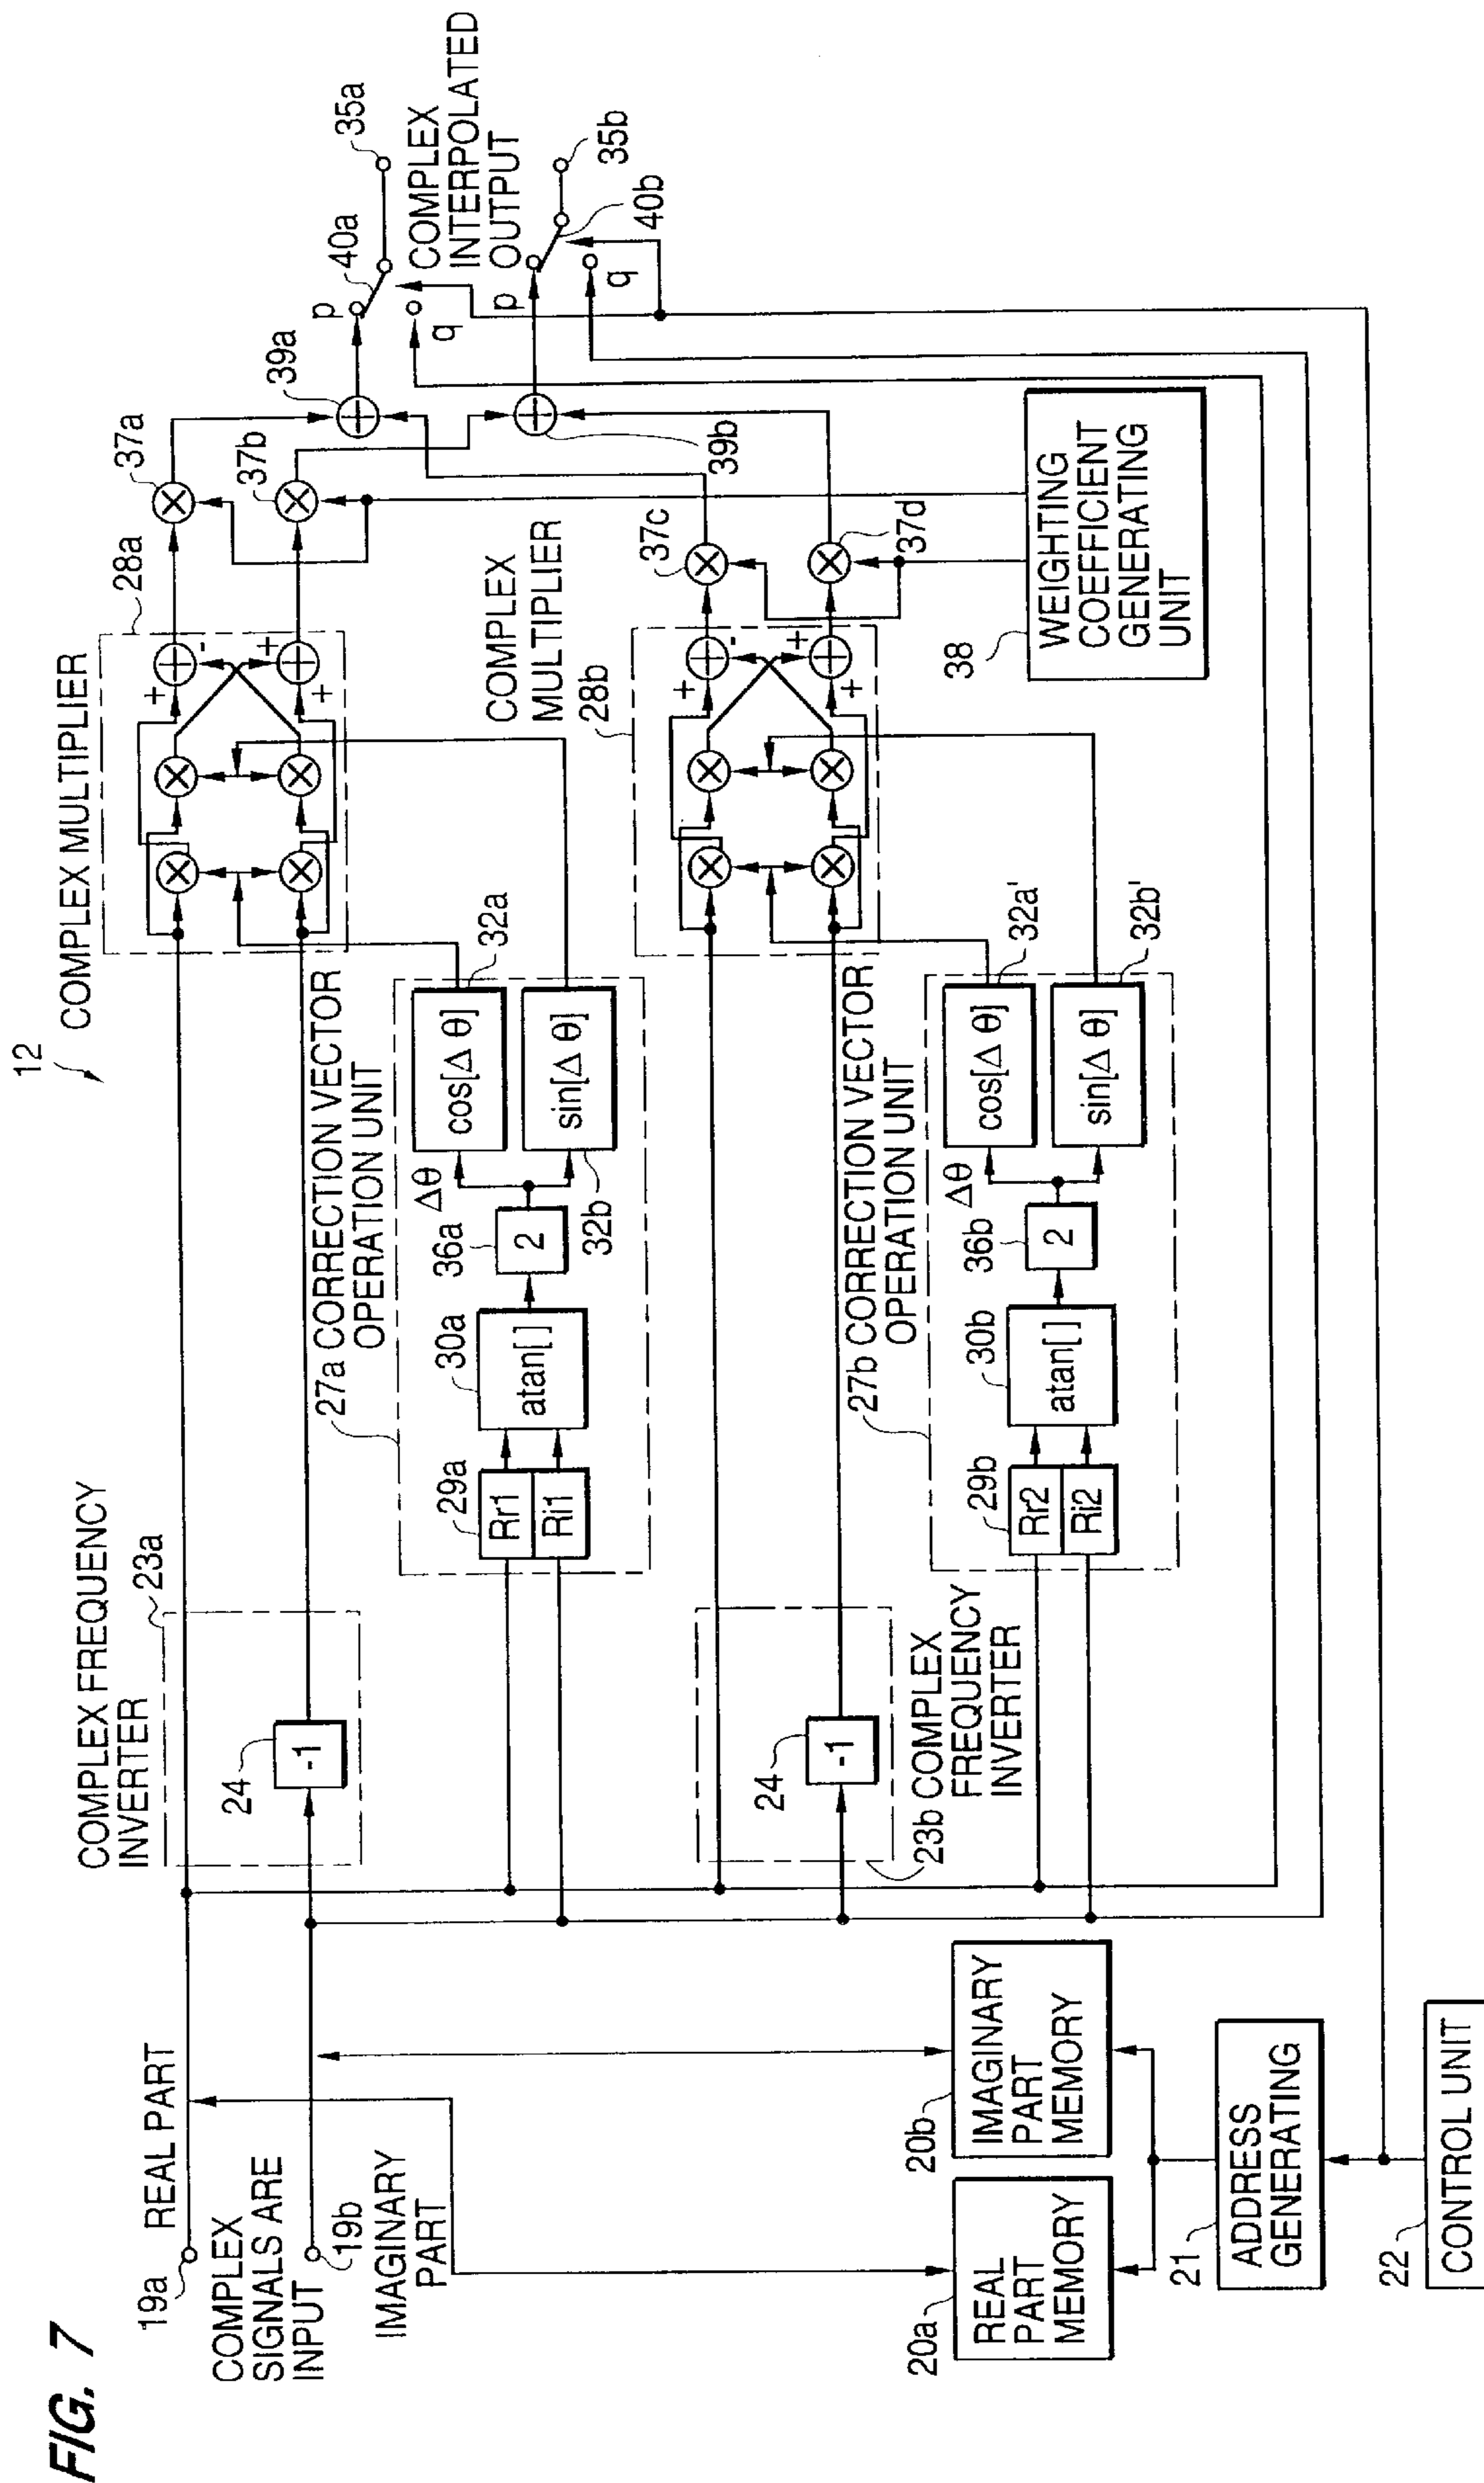 FIG. 7
12
COMPLEX MULTIPLIER
28a
37a
37b
39a
40a
35a
p
q
COMPLEX
INTERPOLATED
OUTPUT
p
q
40b
35b
39b
COMPLEX FREQUENCY
INVERTER
23a
24
-1
+
-
+
+
19a
REAL PART
COMPLEX
SIGNALS ARE
INPUT
19b
IMAGINARY
PART
27a CORRECTION VECTOR
OPERATION UNIT
29a
Rr1
Ri1
30a
atan[ ]
36a
2
Δθ
cos[Δ θ]
32a
sin[Δ θ]
32b
COMPLEX
MULTIPLIER
28b
37c
37d
+
-
+
+
24
-1
23b COMPLEX
FREQUENCY
INVERTER
27b CORRECTION VECTOR
OPERATION UNIT
29b
Rr2
Ri2
30b
atan[ ]
36b
2
Δθ
cos[Δ θ]
32a'
sin[Δ θ]
32b'
38
WEIGHTING
COEFFICIENT
GENERATING
UNIT
20a
REAL
PART
MEMORY
20b
IMAGINARY
PART
MEMORY
21
ADDRESS
GENERATING
22
CONTROL UNIT